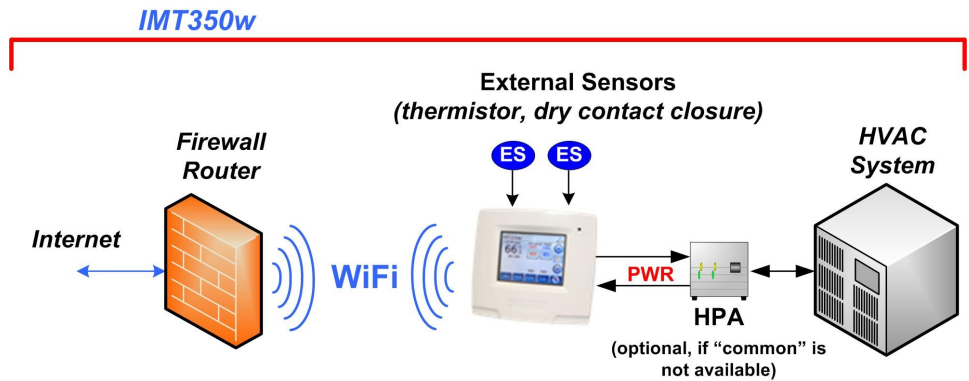 IMT350w
External Sensors
(thermistor, dry contact closure)
Firewall
Router
HVAC
System
ES ES
Internet
WiFi
66
PWR
HPA
(optional, if “common” is
not available)